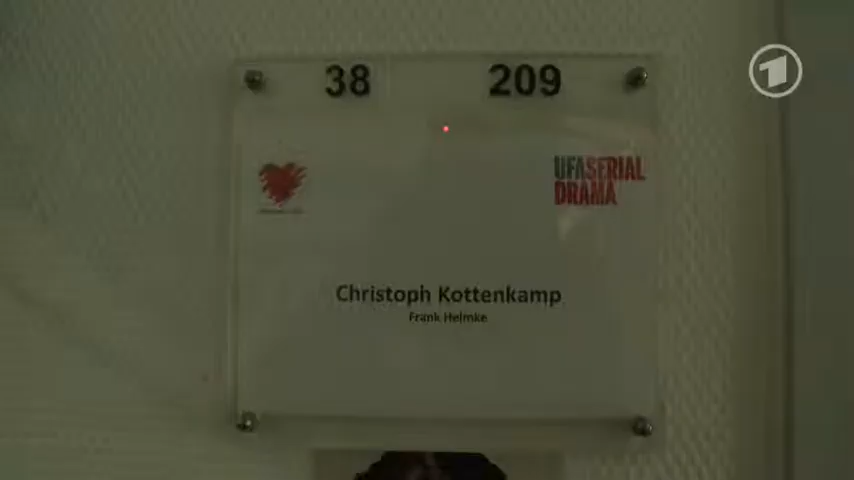 38 209
1
UFA SERIAL
DRAMA
Christoph Kottenkamp
Frank Helmke